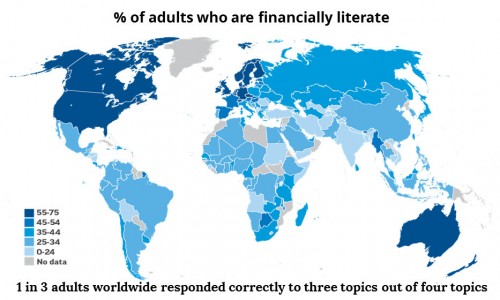 % of adults who are financially literate
55-75
45-54
35-44
25-34
0-24
No data
1 in 3 adults worldwide responded correctly to three topics out of four topics